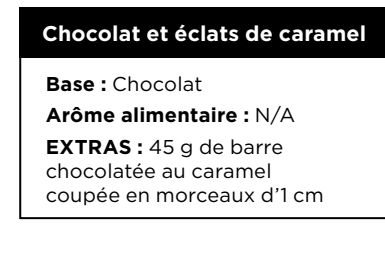 Chocolat et éclats de caramel
Base : Chocolat
Arôme alimentaire : N/A
EXTRAS : 45 g de barre
chocolatée au caramel
coupée en morceaux d’1 cm